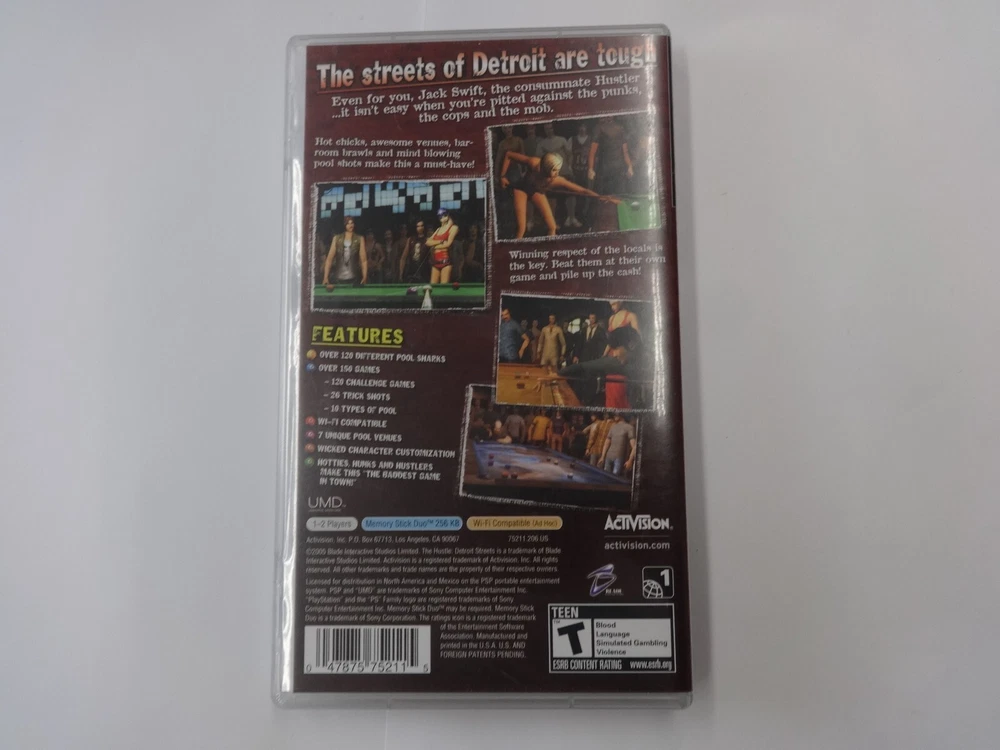 The streets of Detroit are tough
Even for you, Jack Swift, the consummate Hustler
...it isn't easy when you're pitted against the punks,
the cops and the mob.
Hot chicks, awesome venues, bar-
room brawls and mind blowing
pool shots make this a must-have!
Winning respect of the locals is
the key. Beat them at their own
game and pile up the cash!
FEATURES
OVER 120 DIFFERENT POOL SHARKS
OVER 150 GAMES
- 120 CHALLENGE GAMES
- 26 TRICK SHOTS
- 10 TYPES OF POOL
WI-FI COMPATIBLE
7 UNIQUE POOL VENUES
WICKED CHARACTER CUSTOMIZATION
HOTTIES, HUNKS AND HUSTLERS
MAKE THIS "THE BADDEST GAME
IN TOWN!"
UMD
1-2 Players
Memory Stick Duo™ 256 KB
Wi-Fi Compatible (Ad Hoc)
ACTIVISION.
activision.com
Activision, Inc. P.O. Box 67713, Los Angeles, CA 90067
75211.206.US
©2005 Blade Interactive Studios Limited. The Hustle: Detroit Streets is a trademark of Blade
Interactive Studios Limited. Activision is a registered trademark of Activision, Inc. All rights
reserved. All other trademarks and trade names are the property of their respective owners.
Licensed for distribution in North America and Mexico on the PSP portable entertainment
system. PSP and "UMD" are trademarks of Sony Computer Entertainment Inc.
"PlayStation" and the "PS" Family logo are registered trademarks of Sony
Computer Entertainment Inc. Memory Stick Duo™ may be required. Memory Stick
Duo is a trademark of Sony Corporation. The ratings icon is a registered trademark
of the Entertainment Software
Association. Manufactured and
printed in the U.S.A. U.S. AND
FOREIGN PATENTS PENDING.
1
0 47875 75211 5
TEEN
T
Blood
Language
Simulated Gambling
Violence
ESRB CONTENT RATING www.esrb.org